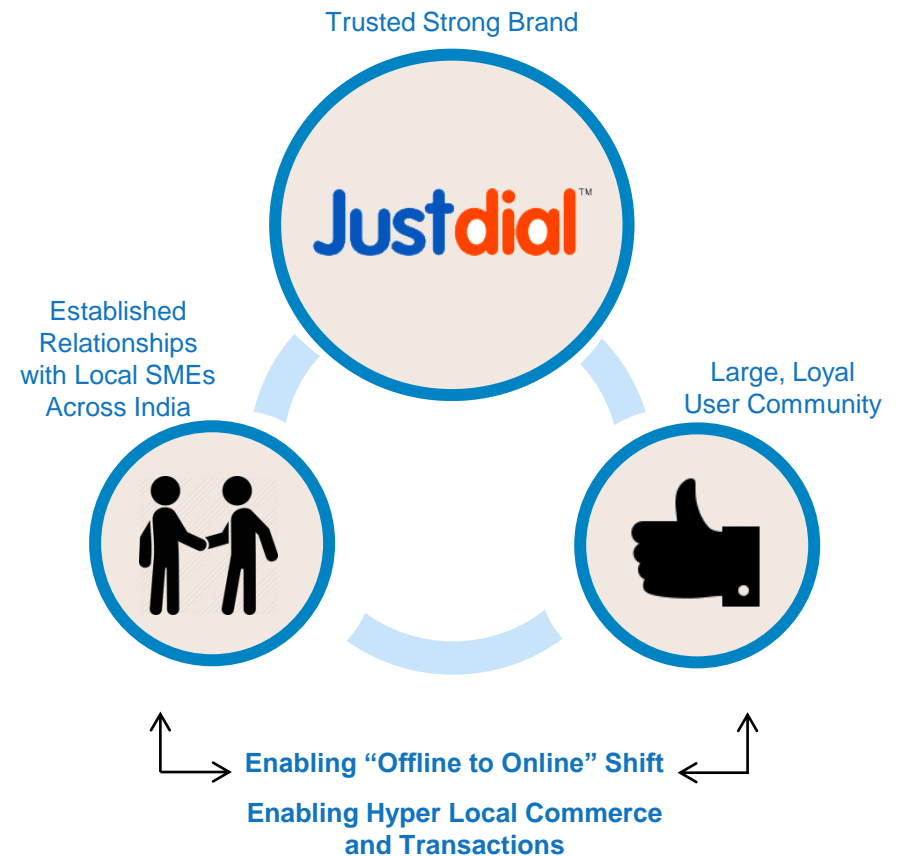 Trusted Strong Brand
Justdial™
Established
Relationships
with Local SMEs
Across India
Large, Loyal
User Community
Enabling “Offline to Online” Shift
Enabling Hyper Local Commerce
and Transactions